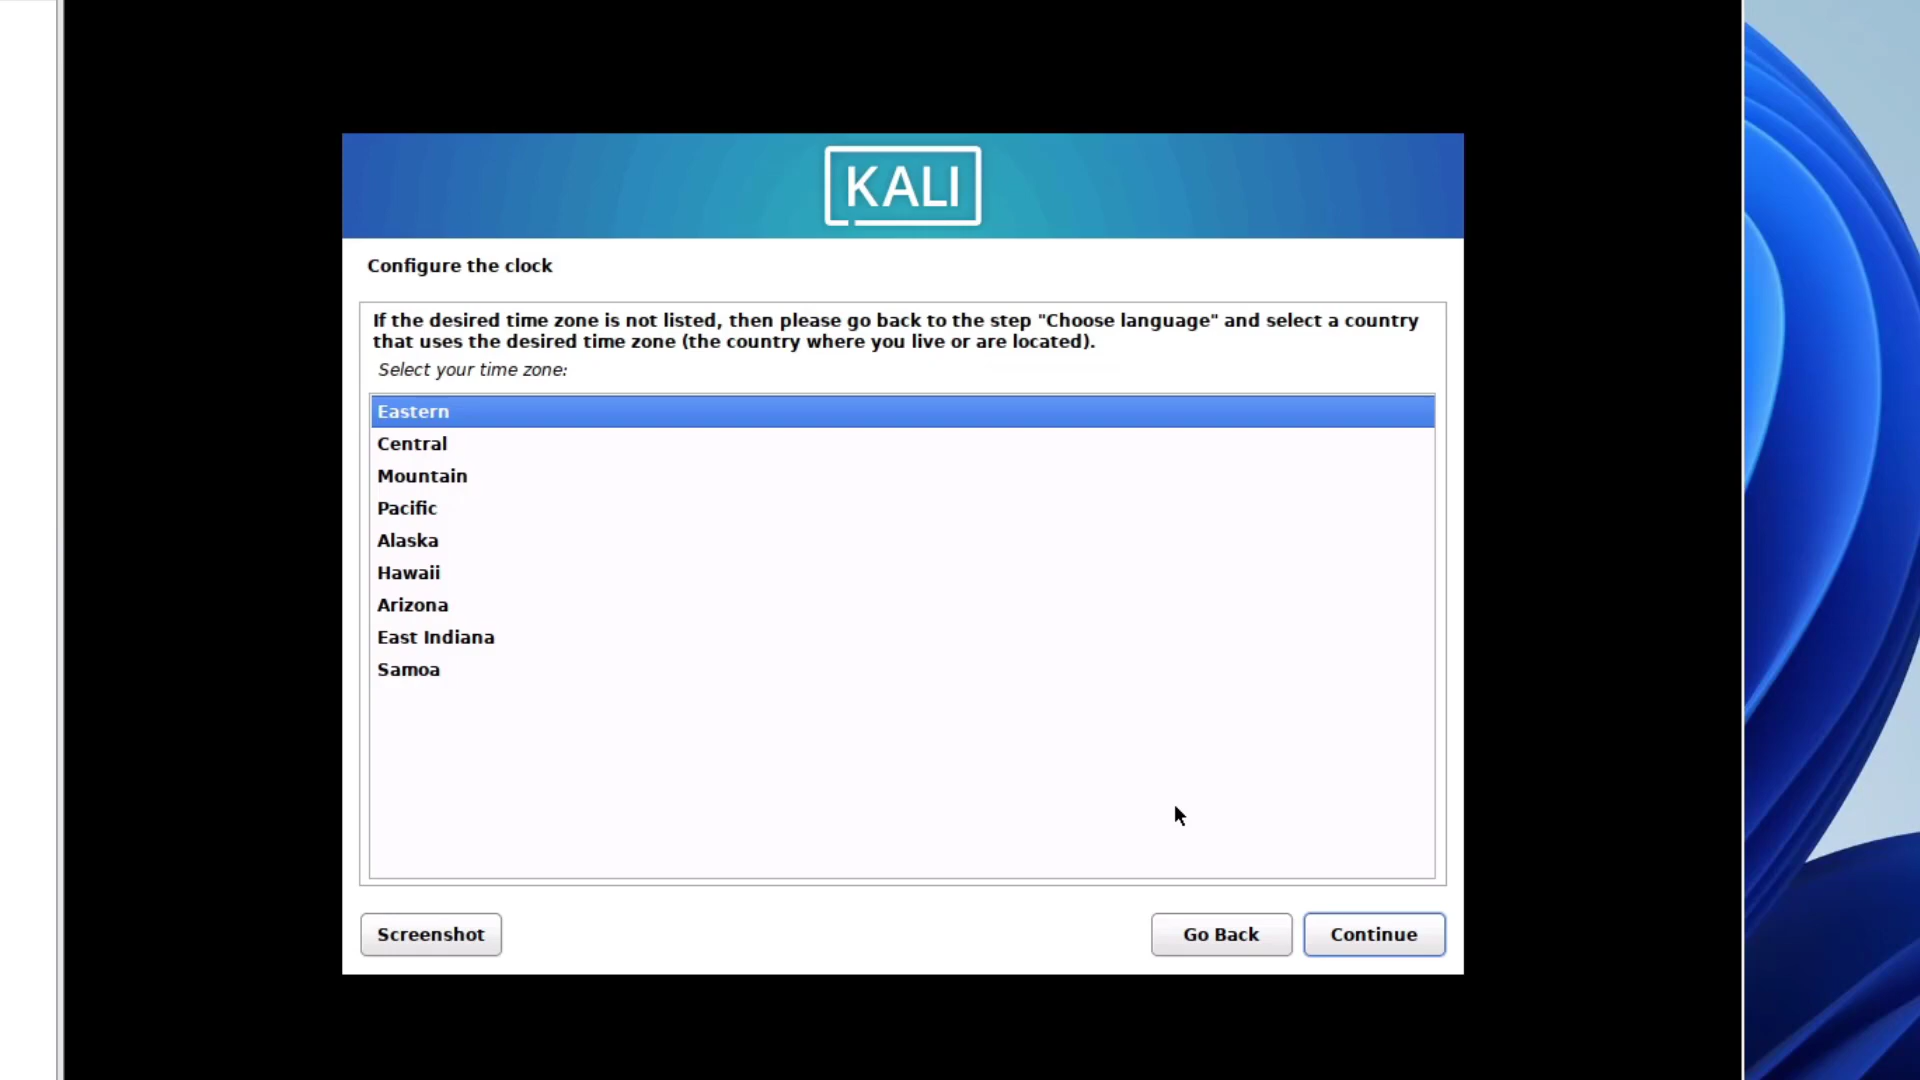 KALI
Configure the clock
If the desired time zone is not listed, then please go back to the step "Choose language" and select a country
that uses the desired time zone (the country where you live or are located).
Select your time zone:
Eastern
Central
Mountain
Pacific
Alaska
Hawaii
Arizona
East Indiana
Samoa
Screenshot
Go Back
Continue